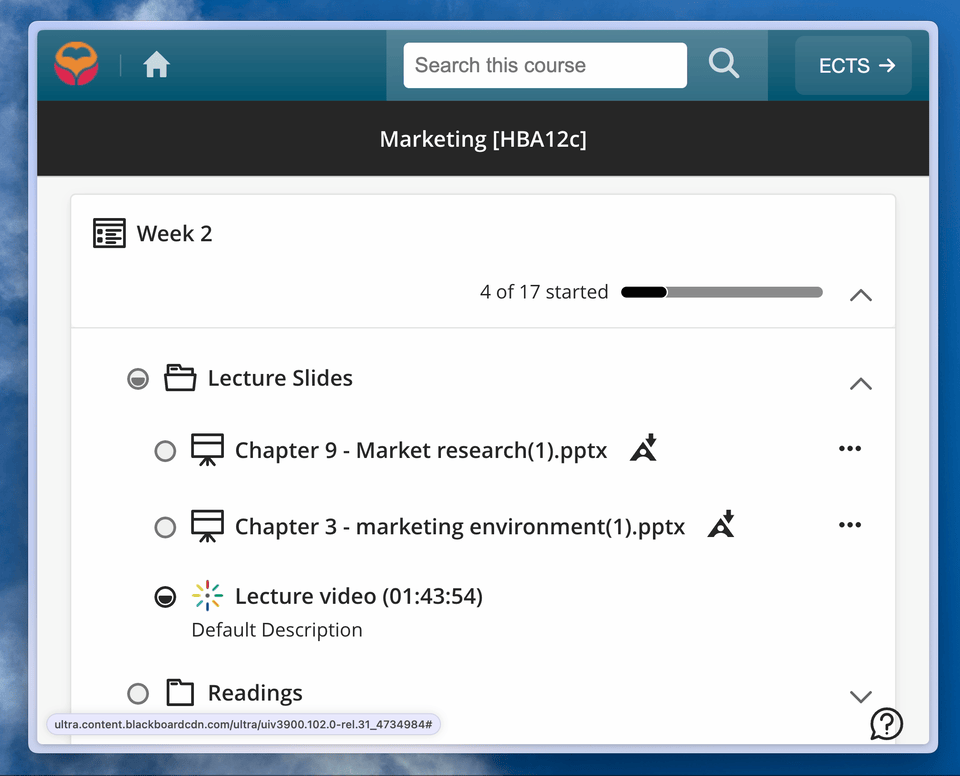 Search this course
ECTS →
Marketing [HBA12c]
Week 2
4 of 17 started
Lecture Slides
Chapter 9 - Market research(1).pptx
Chapter 3 - marketing environment(1).pptx
Lecture video (01:43:54)
Default Description
Readings
ultra.content.blackboardcdn.com/ultra/uiv3900.102.0-rel.31_4734984#